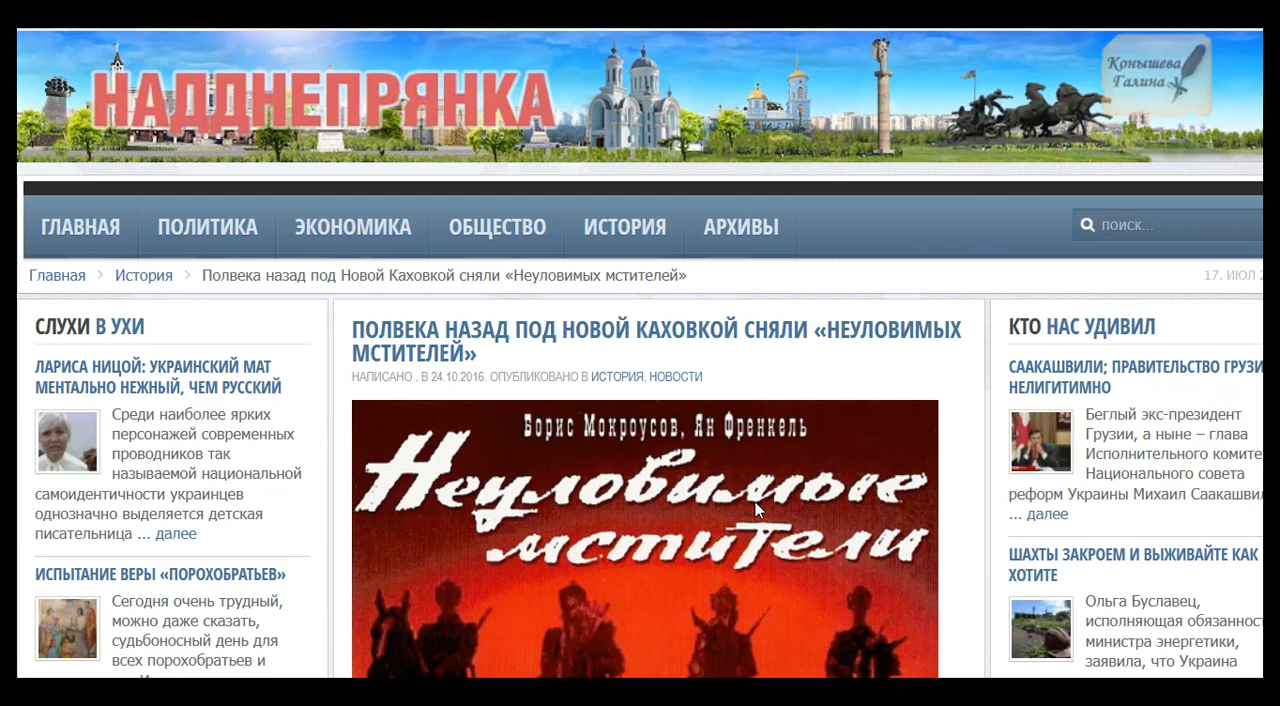 НАДДНЕПРЯНКА
Конышева
Галина
ГЛАВНАЯ ПОЛИТИКА ЭКОНОМИКА ОБЩЕСТВО ИСТОРИЯ АРХИВЫ
поиск...
Главная > История > Полвека назад под Новой Каховкой сняли «Неуловимых мстителей»
17. ИЮЛ
СЛУХИ В УХИ
ЛАРИСА НИЦОЙ: УКРАИНСКИЙ МАТ
МЕНТАЛЬНО НЕЖНЫЙ, ЧЕМ РУССКИЙ
Среди наиболее ярких
персонажей современных
проводников так
называемой национальной
самоидентичности украинцев
однозначно выделяется детская
писательница ... далее
ИСПЫТАНИЕ ВЕРЫ «ПОРОХОБРАТЬЕВ»
Сегодня очень трудный,
можно даже сказать,
судьбоносный день для
всех порохобратьев и
ПОЛВЕКА НАЗАД ПОД НОВОЙ КАХОВКОЙ СНЯЛИ «НЕУЛОВИМЫХ
МСТИТЕЛЕЙ»
НАПИСАНО . В 24.10.2016. ОПУБЛИКОВАНО В ИСТОРИЯ, НОВОСТИ
Борис Мокроусов, Ян Френкель
Неуловимые
мстители
КТО НАС УДИВИЛ
СААКАШВИЛИ; ПРАВИТЕЛЬСТВО ГРУЗИ
НЕЛИГИТИМНО
Беглый экс-президент
Грузии, а ныне – глава
Исполнительного комите
Национального совета
реформ Украины Михаил Саакашви
... далее
ШАХТЫ ЗАКРОЕМ И ВЫЖИВАЙТЕ КАК
ХОТИТЕ
Ольга Буславец,
исполняющая обязаннос
министра энергетики,
заявила, что Украина